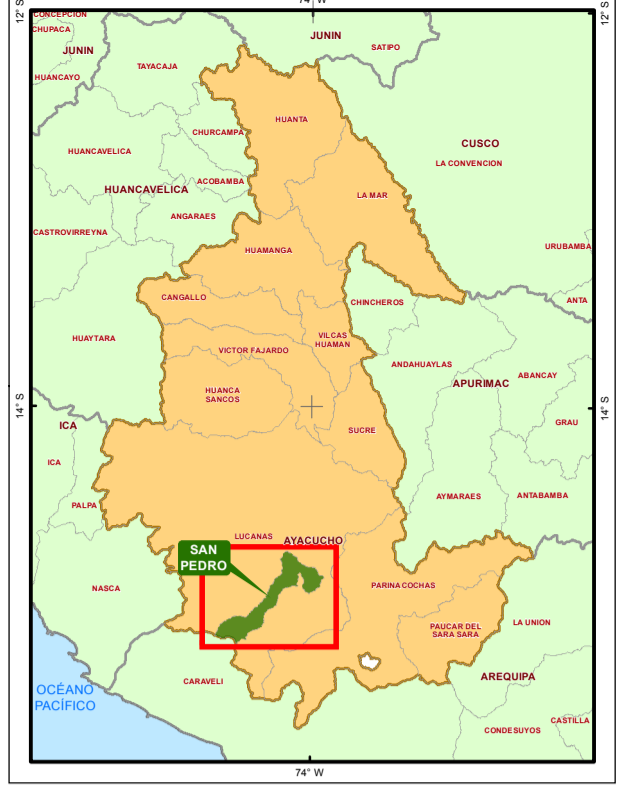 74° W
12° S
12° S
CONCEPCION
CHUPACA
JUNIN
JUNIN
SATIPO
HUANCAYO
TAYACAJA
HUANTA
CHURCAMPA
CUSCO
HUANCAVELICA
LA CONVENCION
ACOBAMBA
HUANCAVELICA
LA MAR
ANGARAES
CASTROVIRREYNA
HUAMANGA
URUBAMBA
CANGALLO
CHINCHEROS
ANTA
HUAYTARA
VILCAS
HUAMAN
VICTOR FAJARDO
ANDAHUAYLAS
ABANCAY
APURIMAC
HUANCA
SANCOS
14° S
14° S
ICA
GRAU
SUCRE
ICA
AYMARAES
ANTABAMBA
PALPA
LUCANAS
AYACUCHO
SAN
PEDRO
NASCA
PARINACOCHAS
PAUCAR DEL
SARA SARA
LA UNION
CARAVELI
AREQUIPA
OCÉANO
PACÍFICO
CASTILLA
CONDESUYOS
74° W